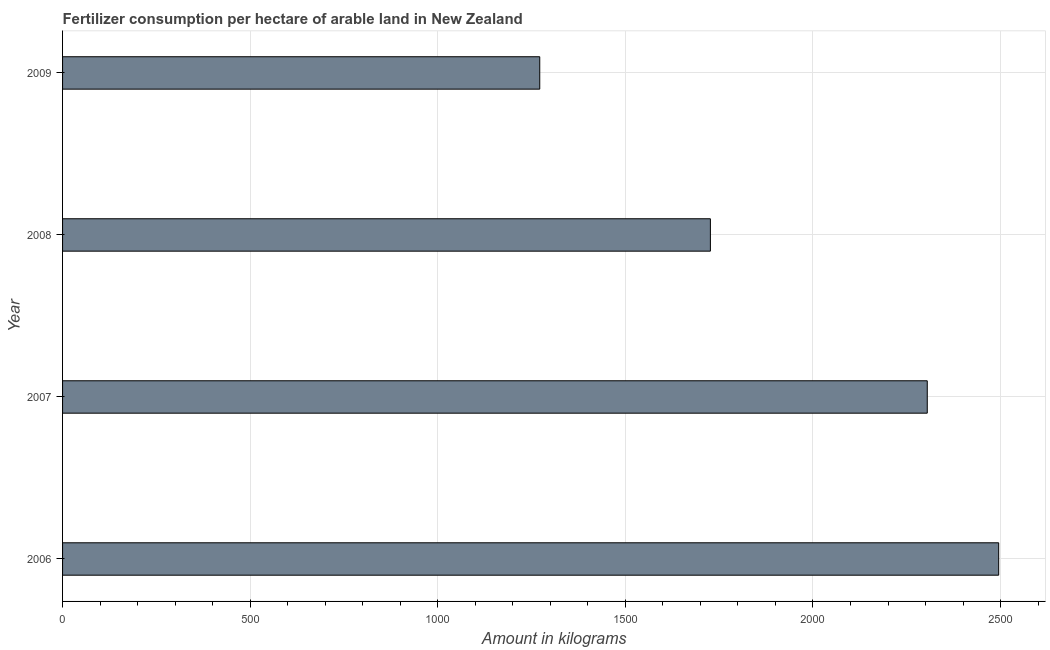 Fertilizer consumption per hectare of arable land in New Zealand
2009
2008
2007
2006
Year
0 500 1000 1500 2000 2500
Amount in kilograms